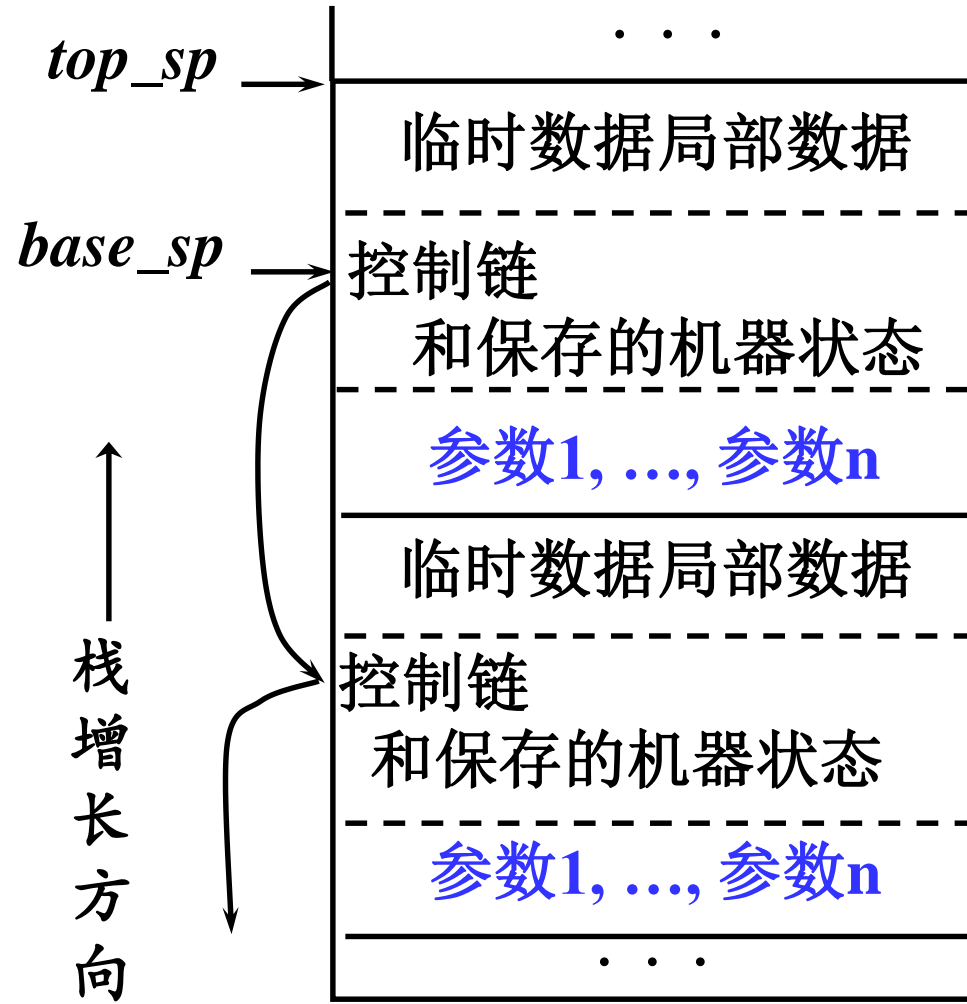 . . .
top_sp
临时数据局部数据
base_sp
控制链
和保存的机器状态
参数1, …, 参数n
临时数据局部数据
控制链
和保存的机器状态
参数1, …, 参数n
. . .
栈增长方向